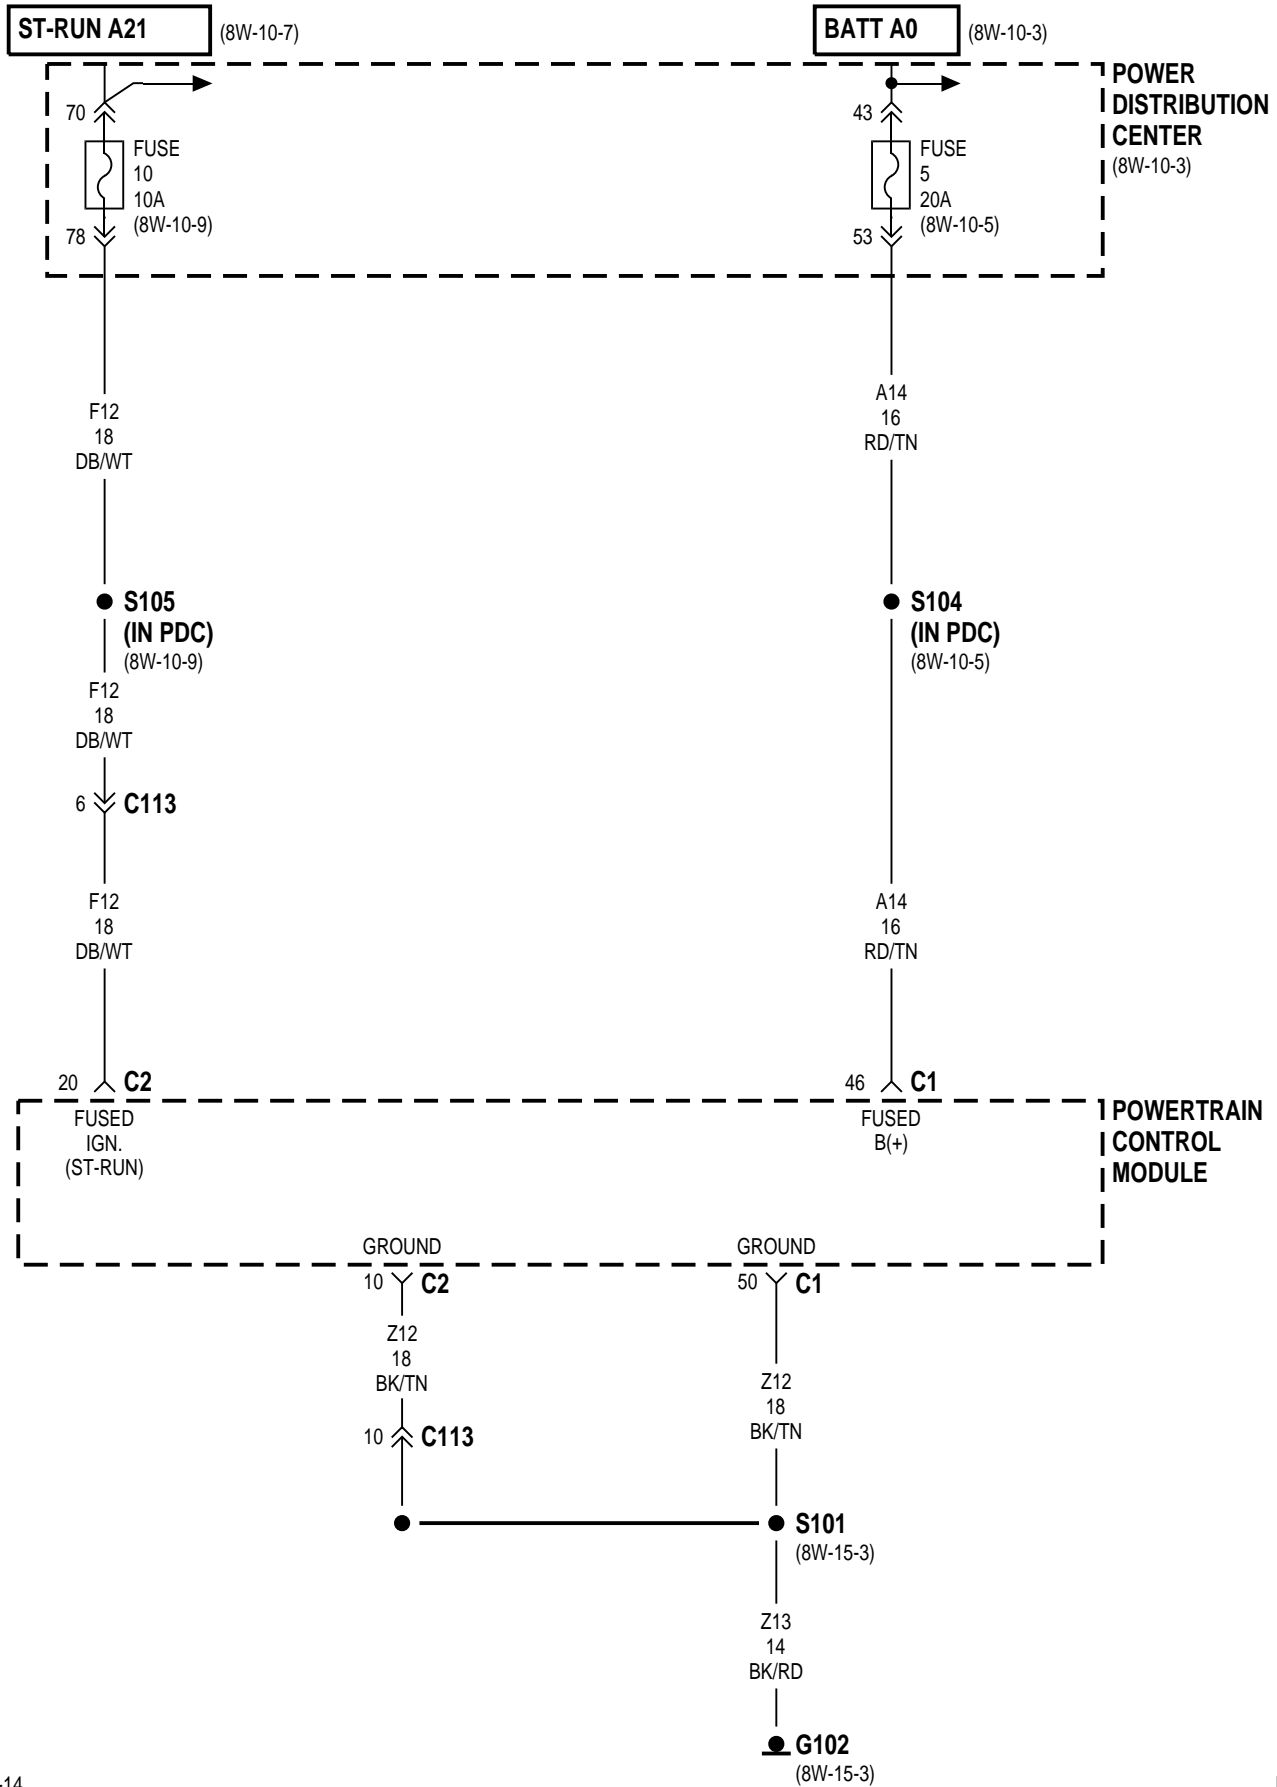 ST-RUN A21 (8W-10-7)
BATT A0 (8W-10-3)
POWER
DISTRIBUTION
CENTER
(8W-10-3)
70
FUSE
10
10A
(8W-10-9)
78
43
FUSE
5
20A
(8W-10-5)
53
F12
18
DB/WT
A14
16
RD/TN
S105
(IN PDC)
(8W-10-9)
S104
(IN PDC)
(8W-10-5)
F12
18
DB/WT
6 C113
F12
18
DB/WT
A14
16
RD/TN
20 C2
46 C1
FUSED
IGN.
(ST-RUN)
FUSED
B(+)
POWERTRAIN
CONTROL
MODULE
GROUND
GROUND
10 C2
50 C1
Z12
18
BK/TN
Z12
18
BK/TN
10 C113
S101
(8W-15-3)
Z13
14
BK/RD
G102
(8W-15-3)
-14